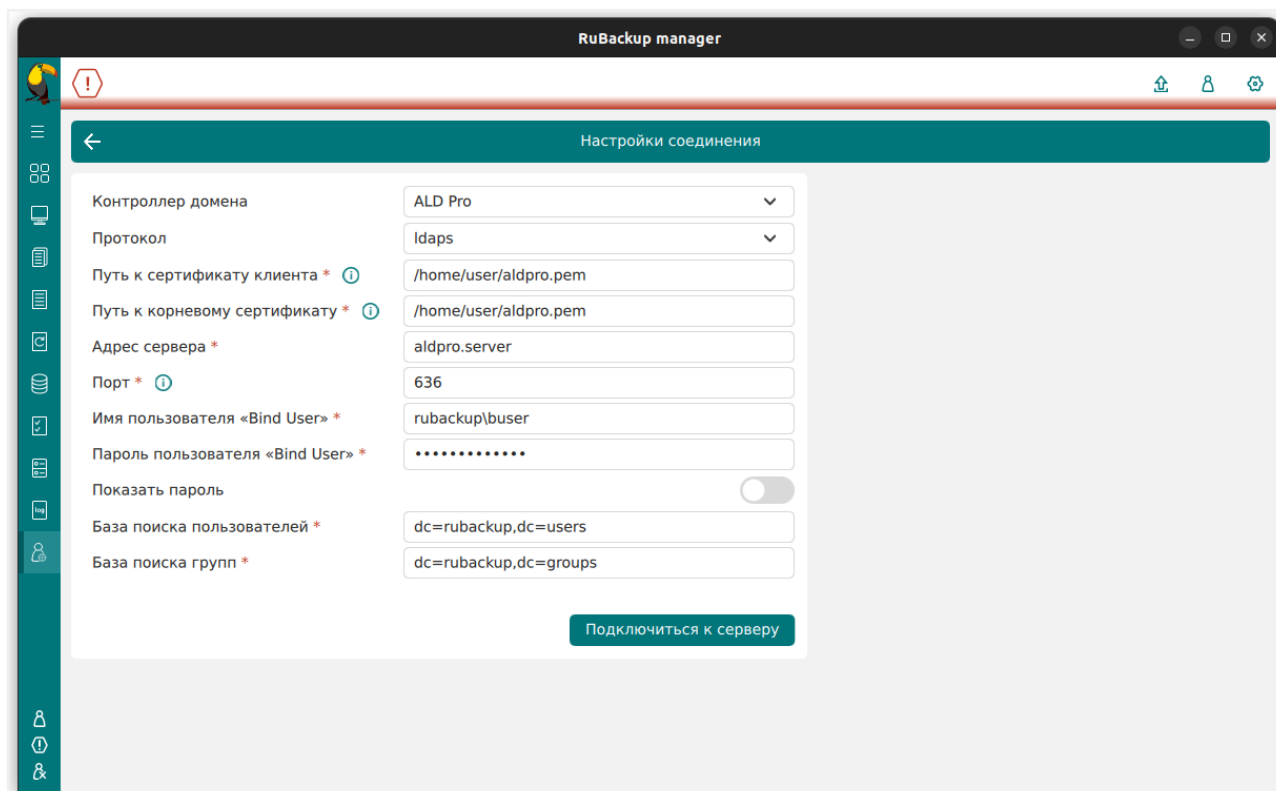 RuBackup manager
Настройки соединения
Контроллер домена ALD Pro
Протокол ldaps
Путь к сертификату клиента * /home/user/aldpro.pem
Путь к корневому сертификату * /home/user/aldpro.pem
Адрес сервера * aldpro.server
Порт * 636
Имя пользователя «Bind User» * rubackup\buser
Пароль пользователя «Bind User» * •••••••••••••
Показать пароль
База поиска пользователей * dc=rubackup,dc=users
База поиска групп * dc=rubackup,dc=groups
Подключиться к серверу
log